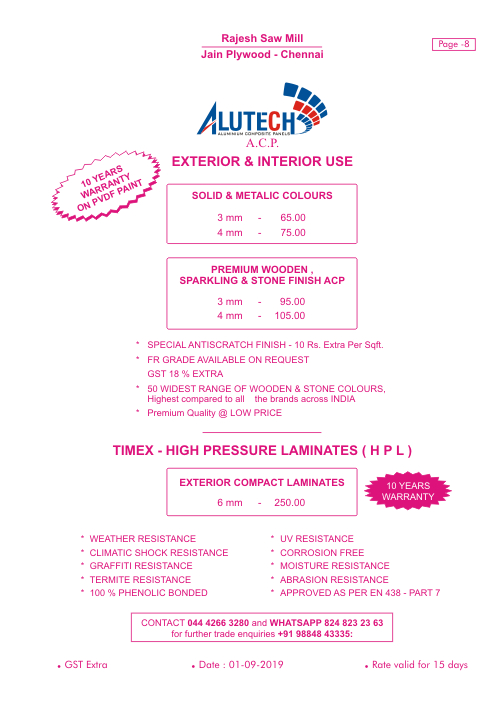 Rajesh Saw Mill
Jain Plywood - Chennai
Page -8
ALUTECH
ALUMINIUM COMPOSITE PANELS
A.C.P.
EXTERIOR & INTERIOR USE
10 YEARS
WARRANTY
ON PVDF PAINT
SOLID & METALIC COLOURS
3 mm - 65.00
4 mm - 75.00
PREMIUM WOODEN ,
SPARKLING & STONE FINISH ACP
3 mm - 95.00
4 mm - 105.00
* SPECIAL ANTISCRATCH FINISH - 10 Rs. Extra Per Sqft.
* FR GRADE AVAILABLE ON REQUEST
GST 18 % EXTRA
* 50 WIDEST RANGE OF WOODEN & STONE COLOURS,
Highest compared to all the brands across INDIA
* Premium Quality @ LOW PRICE
TIMEX - HIGH PRESSURE LAMINATES ( H P L )
EXTERIOR COMPACT LAMINATES
6 mm - 250.00
10 YEARS
WARRANTY
* WEATHER RESISTANCE
* CLIMATIC SHOCK RESISTANCE
* GRAFFITI RESISTANCE
* TERMITE RESISTANCE
* 100 % PHENOLIC BONDED
* UV RESISTANCE
* CORROSION FREE
* MOISTURE RESISTANCE
* ABRASION RESISTANCE
* APPROVED AS PER EN 438 - PART 7
CONTACT 044 4266 3280 and WHATSAPP 824 823 23 63
for further trade enquiries +91 98848 43335:
• GST Extra
• Date : 01-09-2019
• Rate valid for 15 days